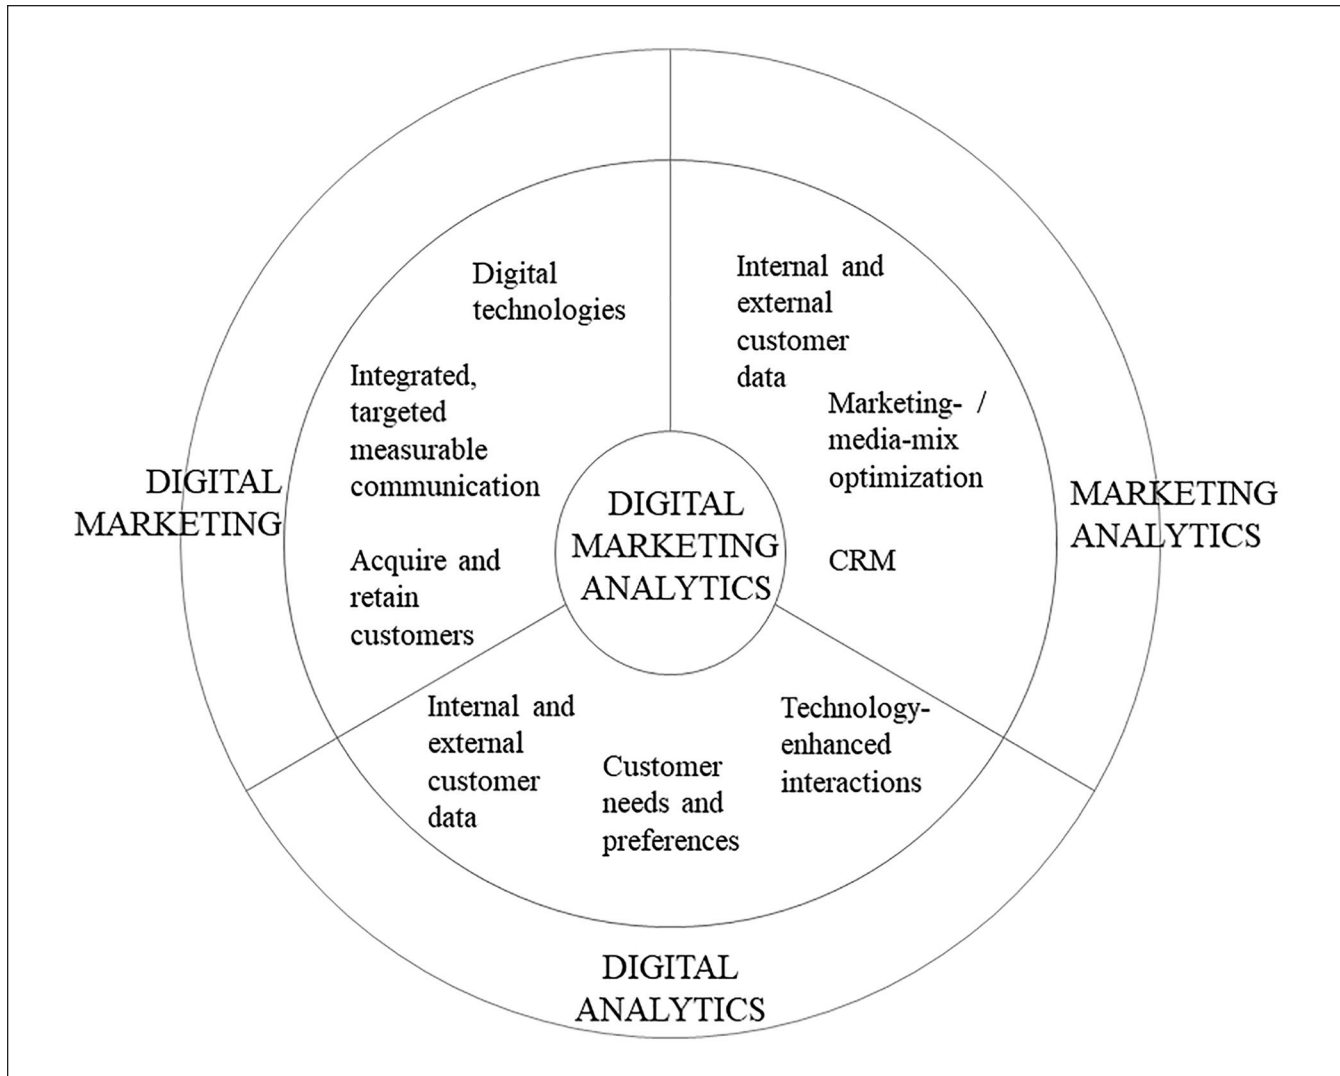 Digital
technologies
Integrated,
targeted
measurable
communication
Acquire and
retain
customers
DIGITAL
MARKETING
Internal and
external
customer
data
Marketing- /
media-mix
optimization
CRM
MARKETING
ANALYTICS
DIGITAL
MARKETING
ANALYTICS
Internal and
external
customer
data
Customer
needs and
preferences
Technology-
enhanced
interactions
DIGITAL
ANALYTICS